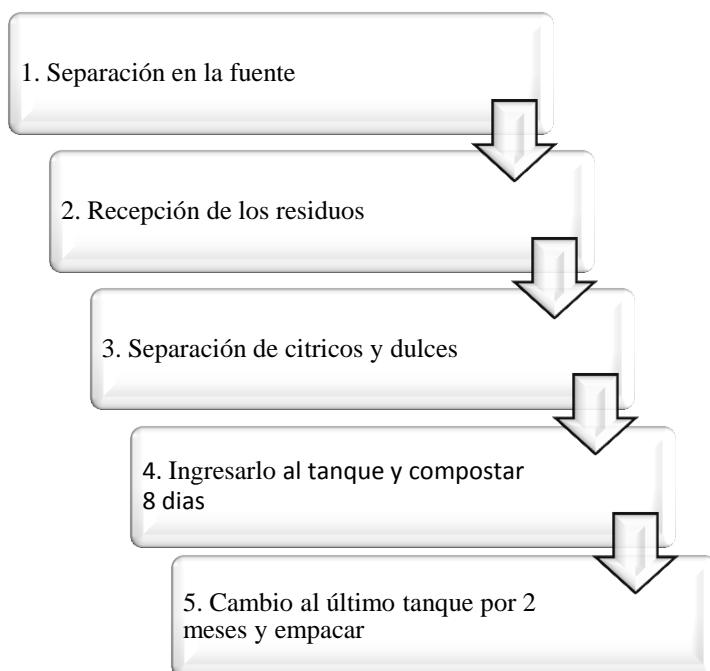 1. Separación en la fuente
2. Recepción de los residuos
3. Separación de citricos y dulces
4. Ingresarlo al tanque y compostar
8 dias
5. Cambio al último tanque por 2
meses y empacar